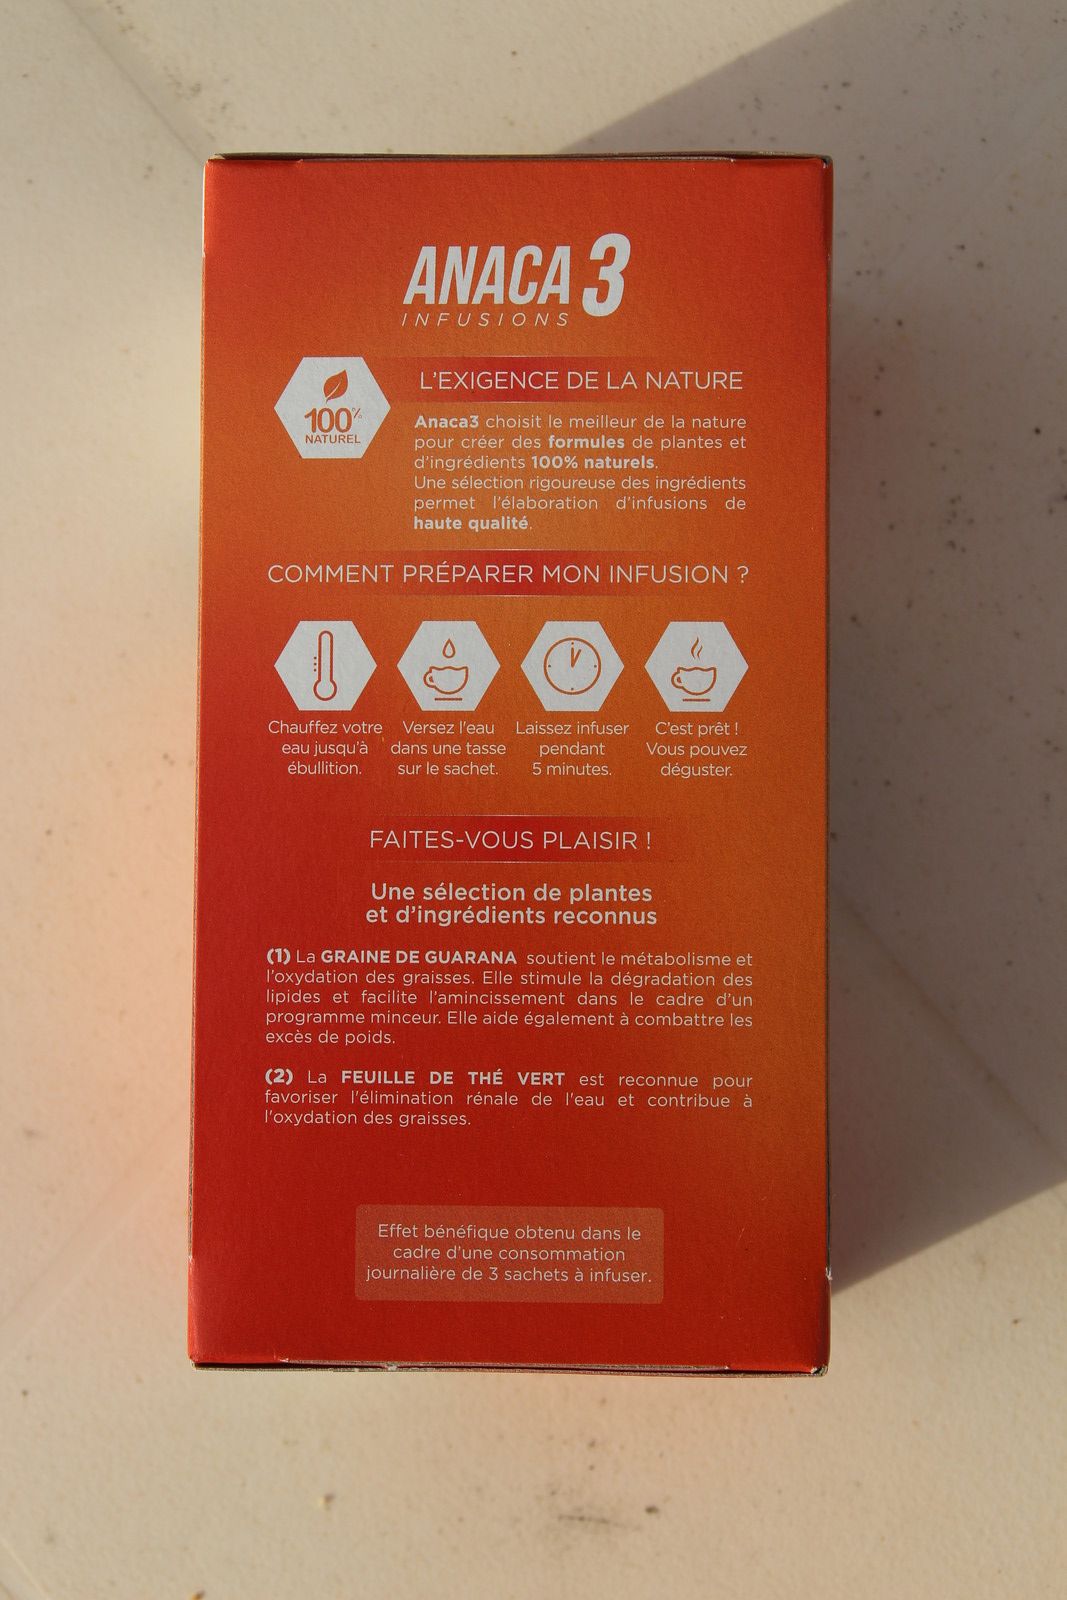 ANACA 3
INFUSIONS
100%
NATUREL
L'EXIGENCE DE LA NATURE
Anaca3 choisit le meilleur de la nature
pour créer des formules de plantes et
d'ingrédients 100% naturels.
Une sélection rigoureuse des ingrédients
permet l'élaboration d'infusions de
haute qualité.
COMMENT PRÉPARER MON INFUSION ?
Chauffez votre
eau jusqu'à
ébullition.
Versez l'eau
dans une tasse
sur le sachet.
Laissez infuser
pendant
5 minutes.
C'est prêt !
Vous pouvez
déguster.
FAITES-VOUS PLAISIR !
Une sélection de plantes
et d'ingrédients reconnus
(1) La GRAINE DE GUARANA soutient le métabolisme et
l'oxydation des graisses. Elle stimule la dégradation des
lipides et facilite l'amincissement dans le cadre d'un
programme minceur. Elle aide également à combattre les
excès de poids.
(2) La FEUILLE DE THÉ VERT est reconnue pour
favoriser l'élimination rénale de l'eau et contribue à
l'oxydation des graisses.
Effet bénéfique obtenu dans le
cadre d'une consommation
journalière de 3 sachets à infuser.